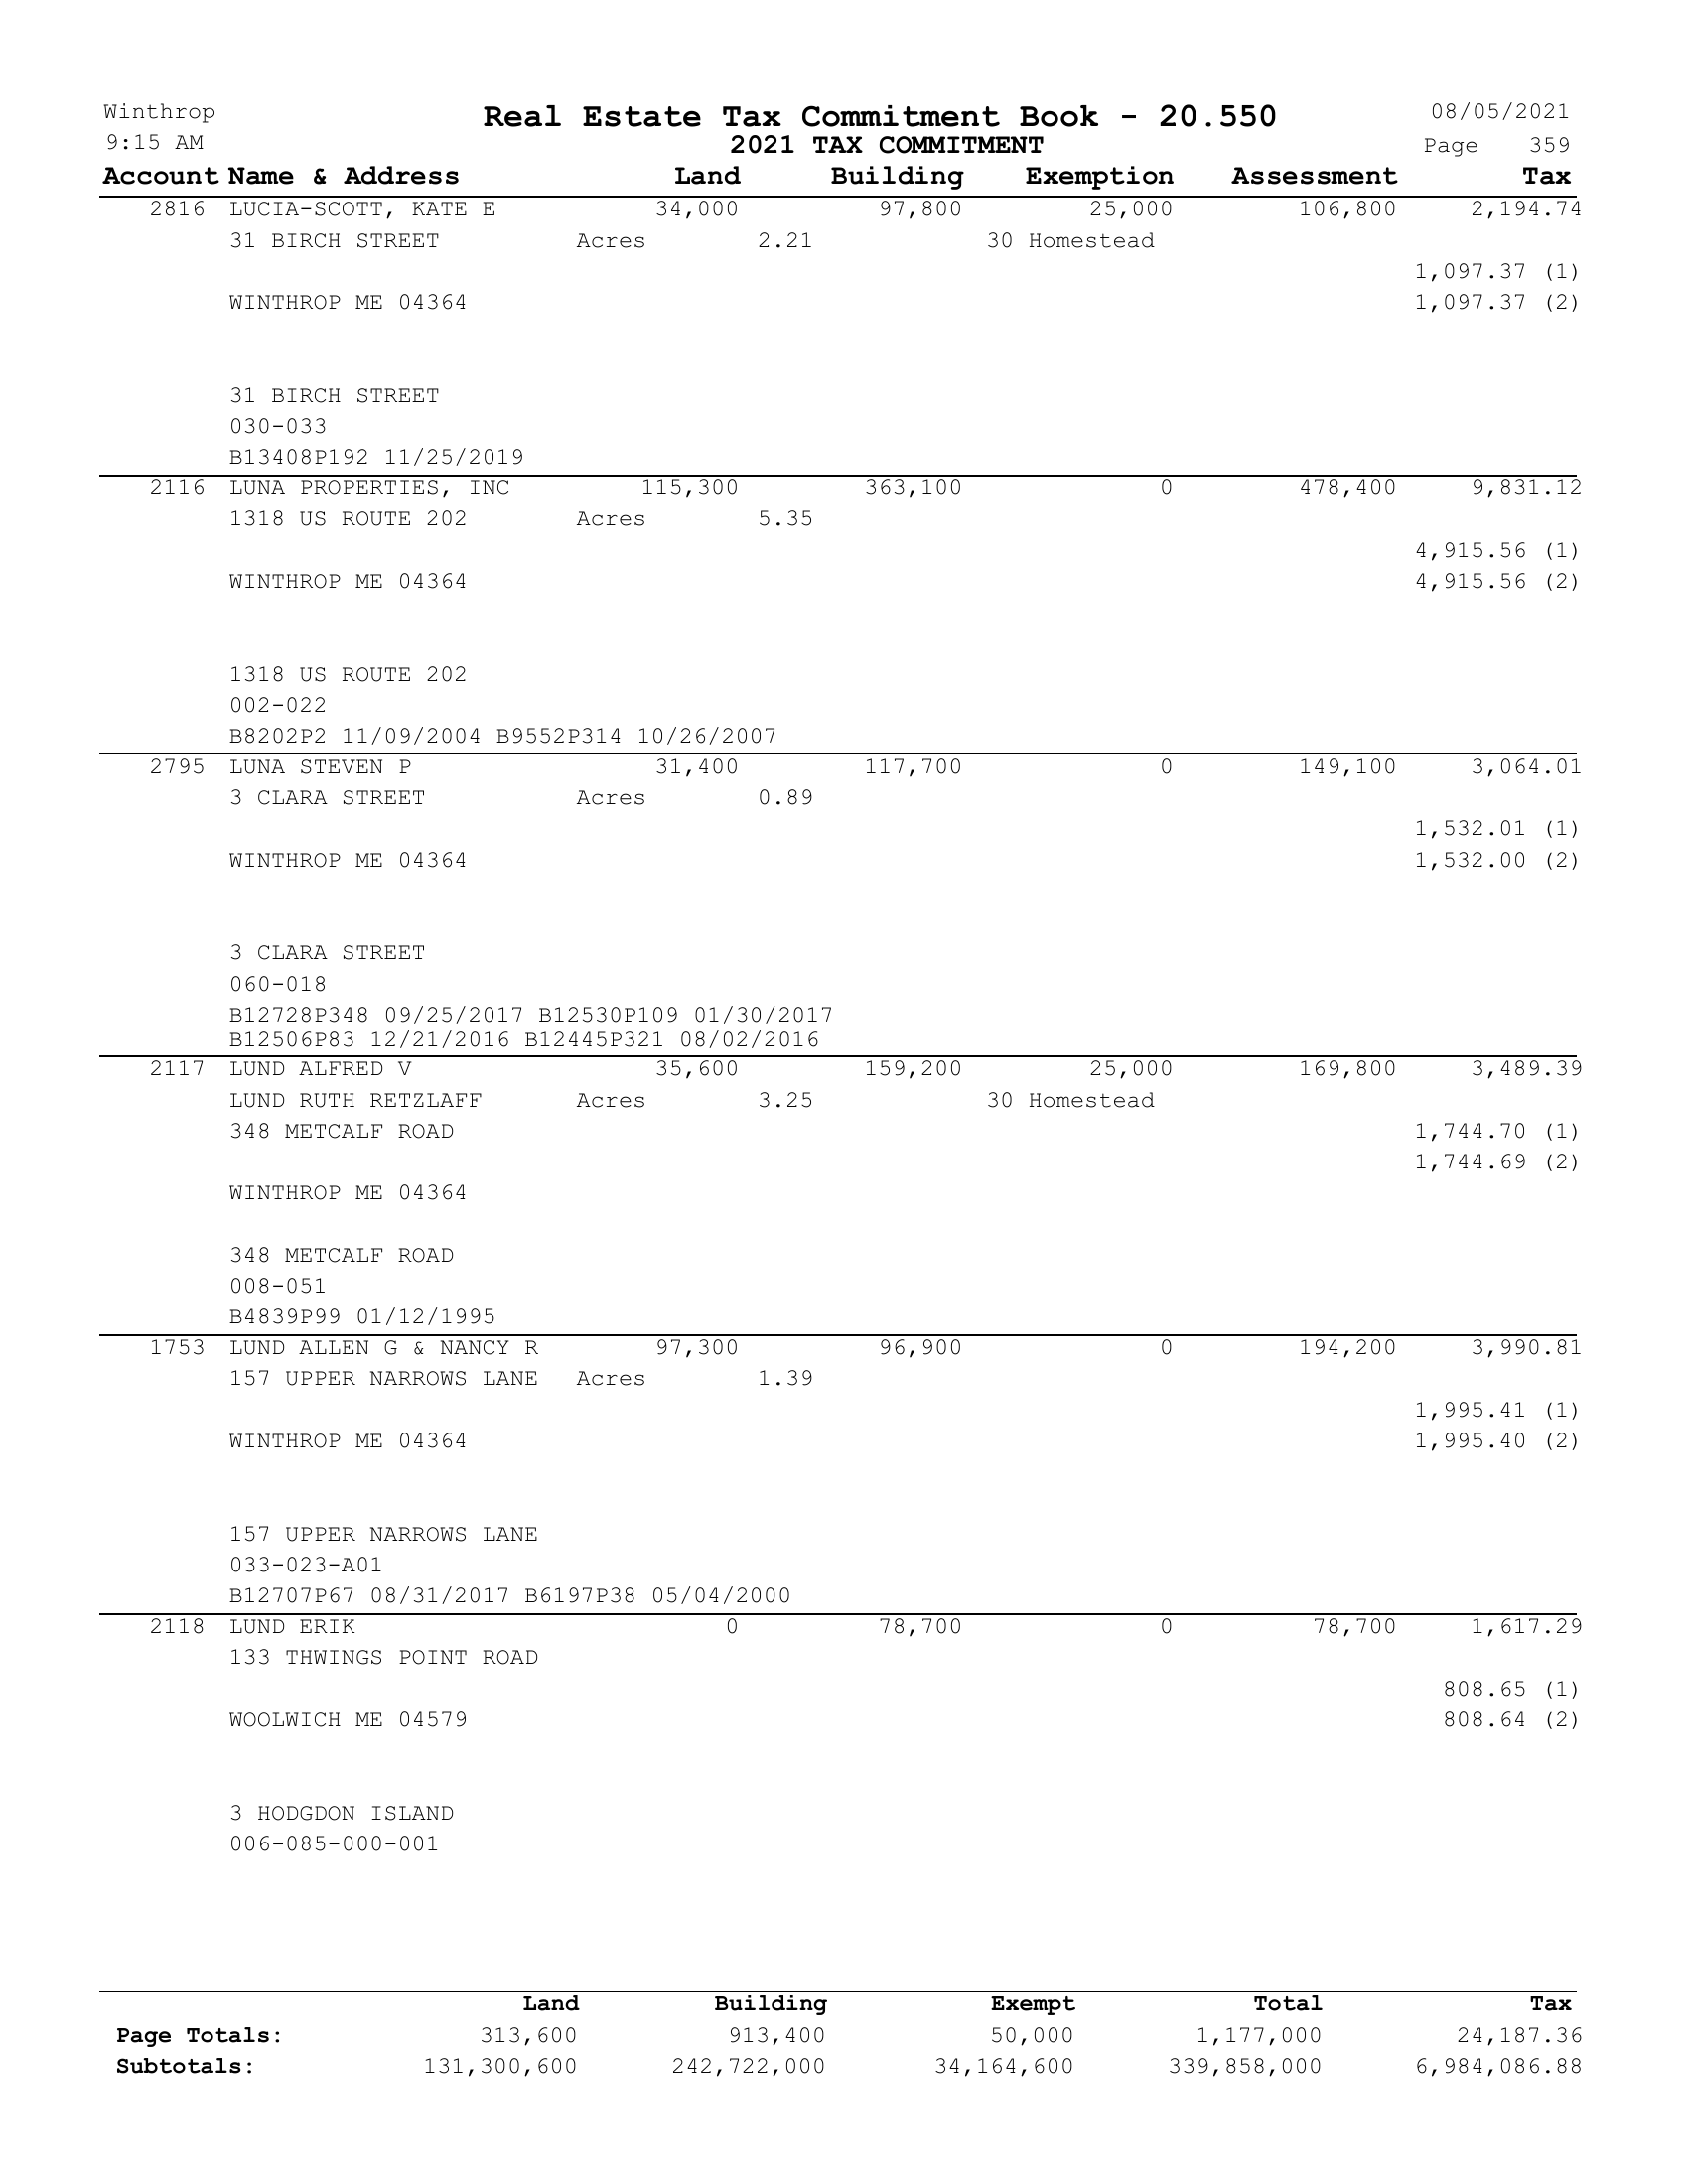 Winthrop Real Estate Tax Commitment Book - 20.550 08/05/2021
9:15 AM 2021 TAX COMMITMENT Page 359
Account Name & Address Land Building Exemption Assessment Tax
2816 LUCIA-SCOTT, KATE E 34,000 97,800 25,000 106,800 2,194.74
31 BIRCH STREET Acres 2.21 30 Homestead
1,097.37 (1)
WINTHROP ME 04364 1,097.37 (2)
31 BIRCH STREET
030-033
B13408P192 11/25/2019
2116 LUNA PROPERTIES, INC 115,300 363,100 0 478,400 9,831.12
1318 US ROUTE 202 Acres 5.35
4,915.56 (1)
WINTHROP ME 04364 4,915.56 (2)
1318 US ROUTE 202
002-022
B8202P2 11/09/2004 B9552P314 10/26/2007
2795 LUNA STEVEN P 31,400 117,700 0 149,100 3,064.01
3 CLARA STREET Acres 0.89
1,532.01 (1)
WINTHROP ME 04364 1,532.00 (2)
3 CLARA STREET
060-018
B12728P348 09/25/2017 B12530P109 01/30/2017
B12506P83 12/21/2016 B12445P321 08/02/2016
2117 LUND ALFRED V 35,600 159,200 25,000 169,800 3,489.39
LUND RUTH RETZLAFF Acres 3.25 30 Homestead
348 METCALF ROAD 1,744.70 (1)
1,744.69 (2)
WINTHROP ME 04364
348 METCALF ROAD
008-051
B4839P99 01/12/1995
1753 LUND ALLEN G & NANCY R 97,300 96,900 0 194,200 3,990.81
157 UPPER NARROWS LANE Acres 1.39
1,995.41 (1)
WINTHROP ME 04364 1,995.40 (2)
157 UPPER NARROWS LANE
033-023-A01
B12707P67 08/31/2017 B6197P38 05/04/2000
2118 LUND ERIK 0 78,700 0 78,700 1,617.29
133 THWINGS POINT ROAD
808.65 (1)
WOOLWICH ME 04579 808.64 (2)
3 HODGDON ISLAND
006-085-000-001
Land Building Exempt Total Tax
Page Totals: 313,600 913,400 50,000 1,177,000 24,187.36
Subtotals: 131,300,600 242,722,000 34,164,600 339,858,000 6,984,086.88